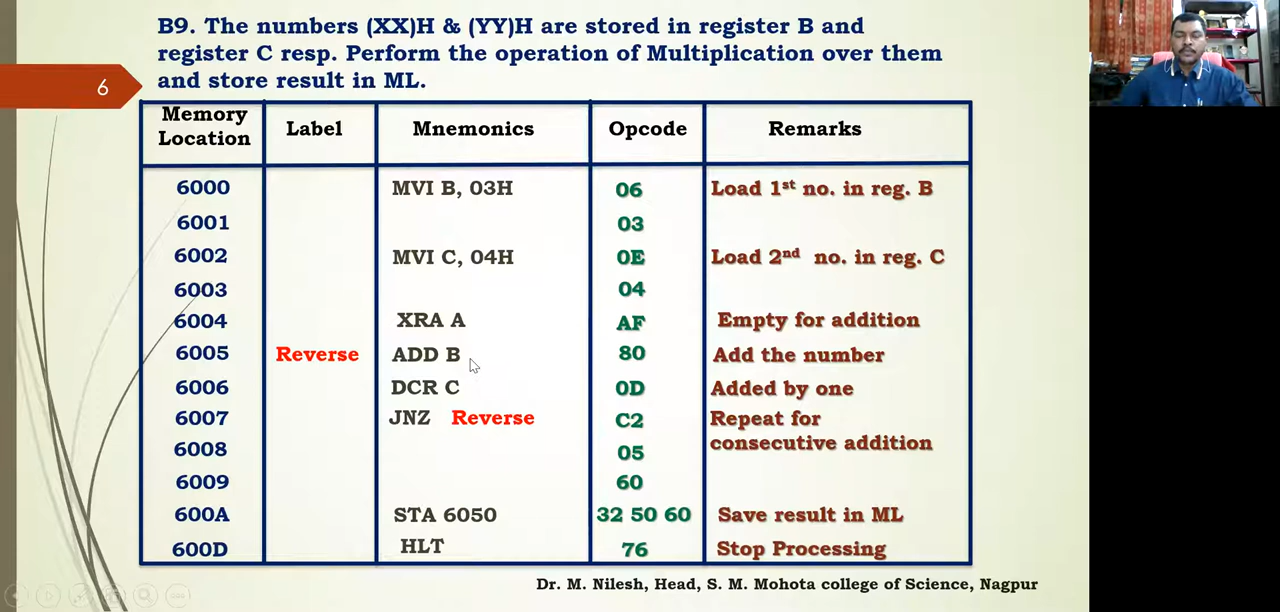 B9. The numbers (XX)H & (YY)H are stored in register B and
register C resp. Perform the operation of Multiplication over them
and store result in ML.
6
Memory Location Label Mnemonics Opcode Remarks
6000 MVI B, 03H 06 Load 1st no. in reg. B
6001 03
6002 MVI C, 04H 0E Load 2nd no. in reg. C
6003 04
6004 XRA A AF Empty for addition
6005 Reverse ADD B 80 Add the number
6006 DCR C 0D Added by one
6007 JNZ Reverse C2 Repeat for
consecutive addition
6008 05
6009 60
600A STA 6050 32 50 60 Save result in ML
600D HLT 76 Stop Processing
Dr. M. Nilesh, Head, S. M. Mohota college of Science, Nagpur